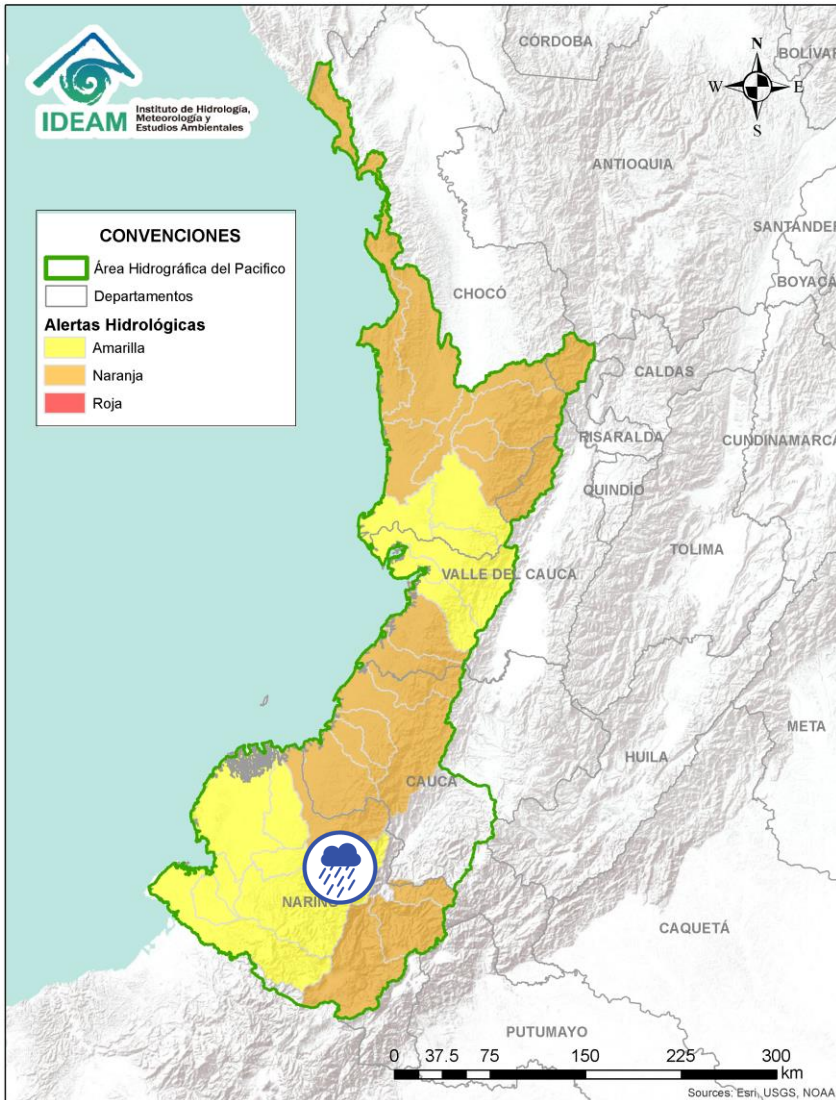 IDEAM
Instituto de Hidrología,
Meteorología y
Estudios Ambientales
CÓRDOBA
BOLÍVAR
N
W
E
S
ANTIOQUIA
SANTANDER
BOYACÁ
CONVENCIONES
Área Hidrográfica del Pacifico
Departamentos
Alertas Hidrológicas
Amarilla
Naranja
Roja
CHOCÓ
CALDAS
RISARALDA
CUNDINAMARCA
QUINDÍO
TOLIMA
VALLE DEL CAUCA
META
HUILA
CAUCA
NARIÑO
CAQUETÁ
PUTUMAYO
0 37.5 75 150 225 300
km
Sources: Esri, USGS, NOAA